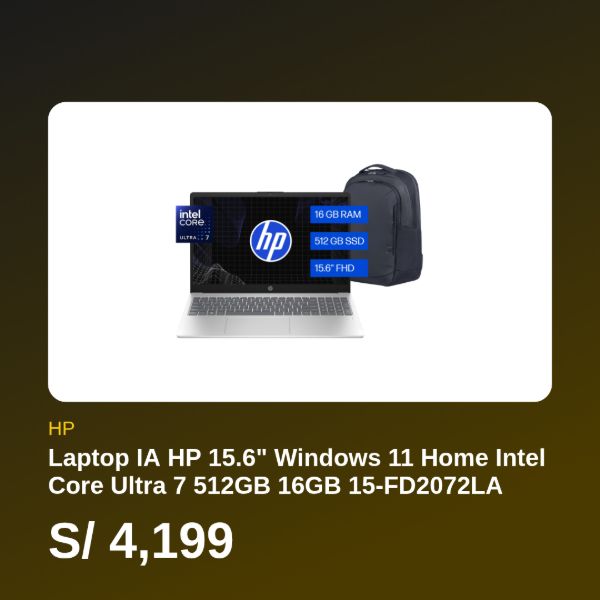 intel
CORE
ULTRA 7
hp
16 GB RAM
512 GB SSD
15.6" FHD
HP
Laptop IA HP 15.6" Windows 11 Home Intel
Core Ultra 7 512GB 16GB 15-FD2072LA
S/ 4,199